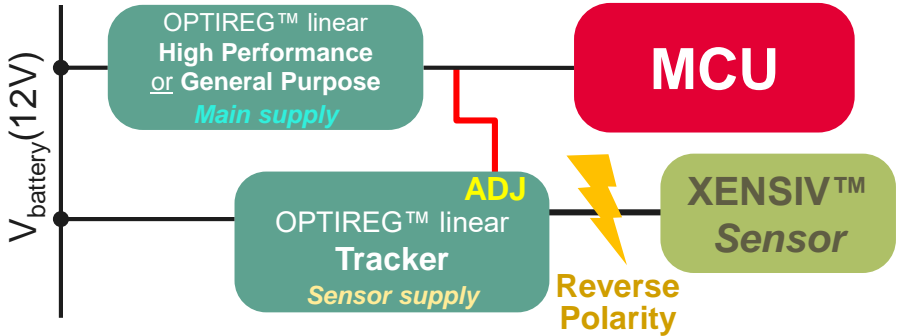 V battery (12V)
OPTIREG™ linear
High Performance
or General Purpose
Main supply
MCU
ADJ
OPTIREG™ linear
Tracker
Sensor supply
Reverse
Polarity
XENSIV™
Sensor